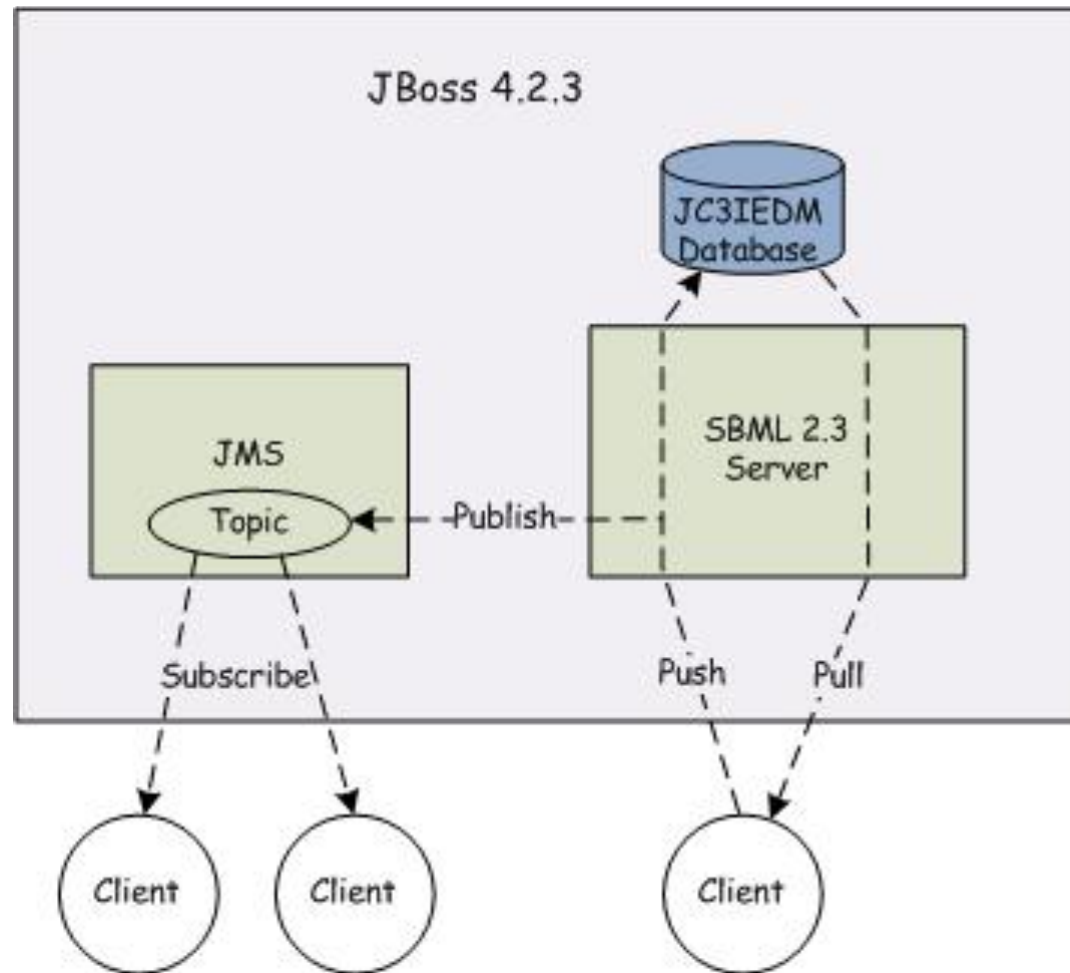 JBoss 4.2.3
JC3IEDM
Database
SBML 2.3
Server
JMS
Topic
Publish
Subscribe
Push
Pull
Client
Client
Client